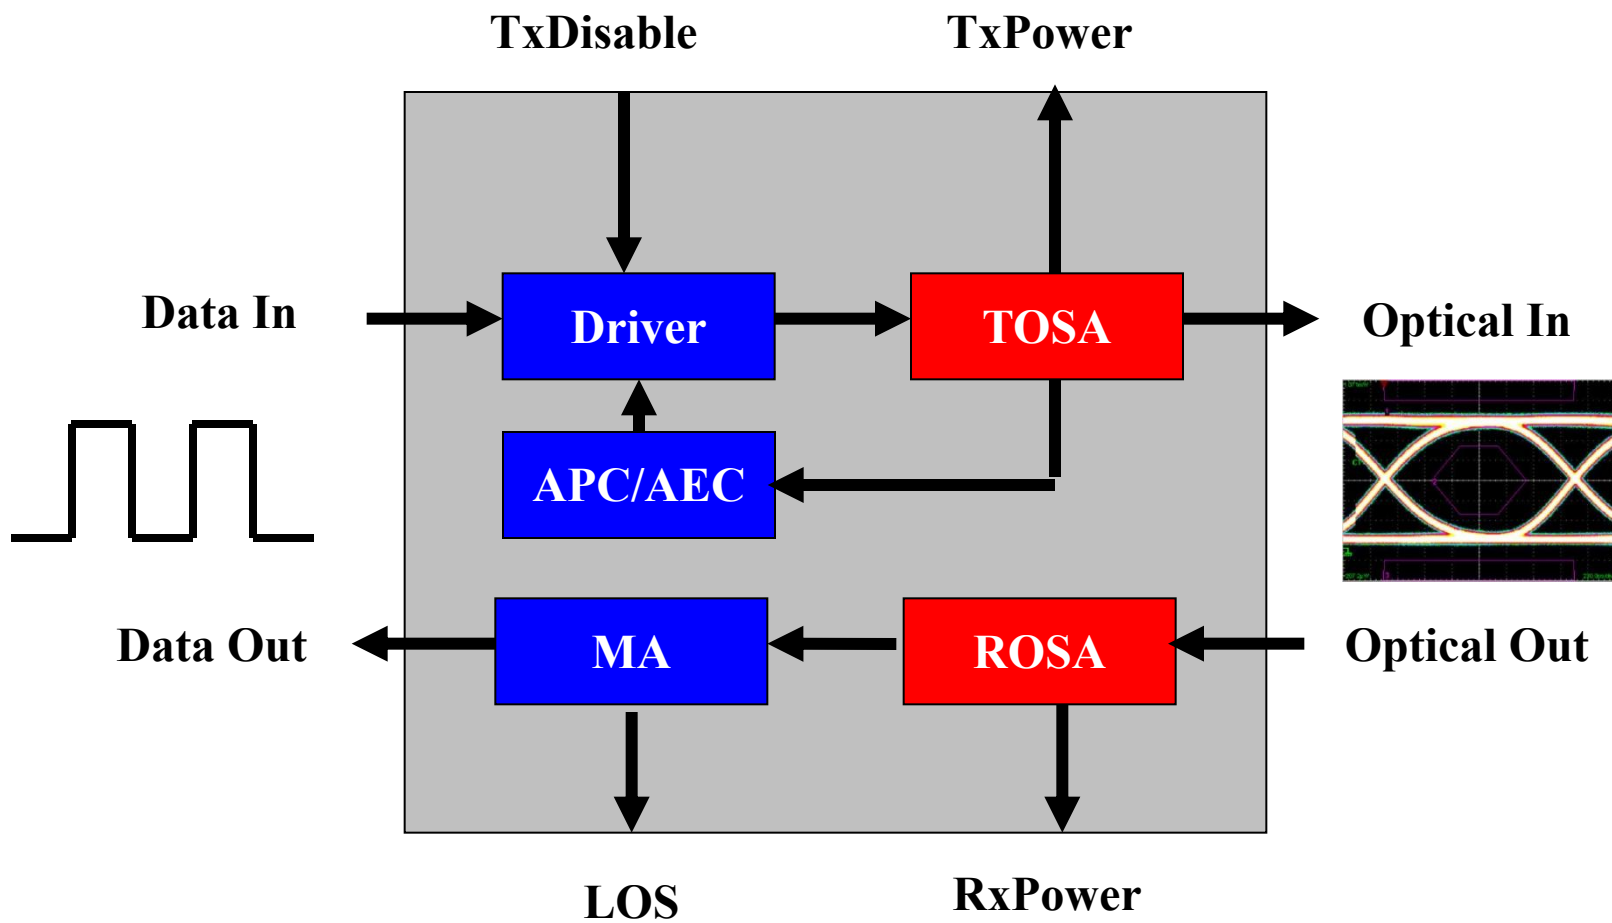 TxDisable TxPower
Data In Driver TOSA Optical In
APC/AEC
Data Out MA ROSA Optical Out
LOS RxPower